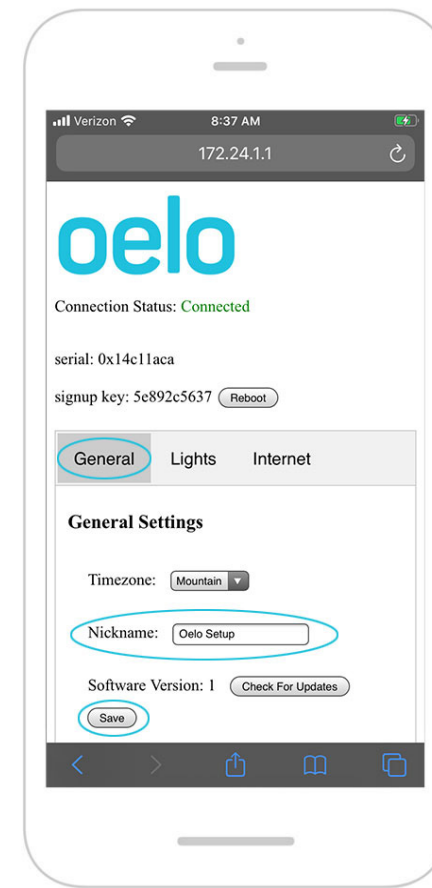 Verizon 8:37 AM
172.24.1.1
oelo
Connection Status: Connected
serial: 0x14c11aca
signup key: 5e892c5637 Reboot
General Lights Internet
General Settings
Timezone: Mountain
Nickname: Oelo Setup
Software Version: 1 Check For Updates
Save